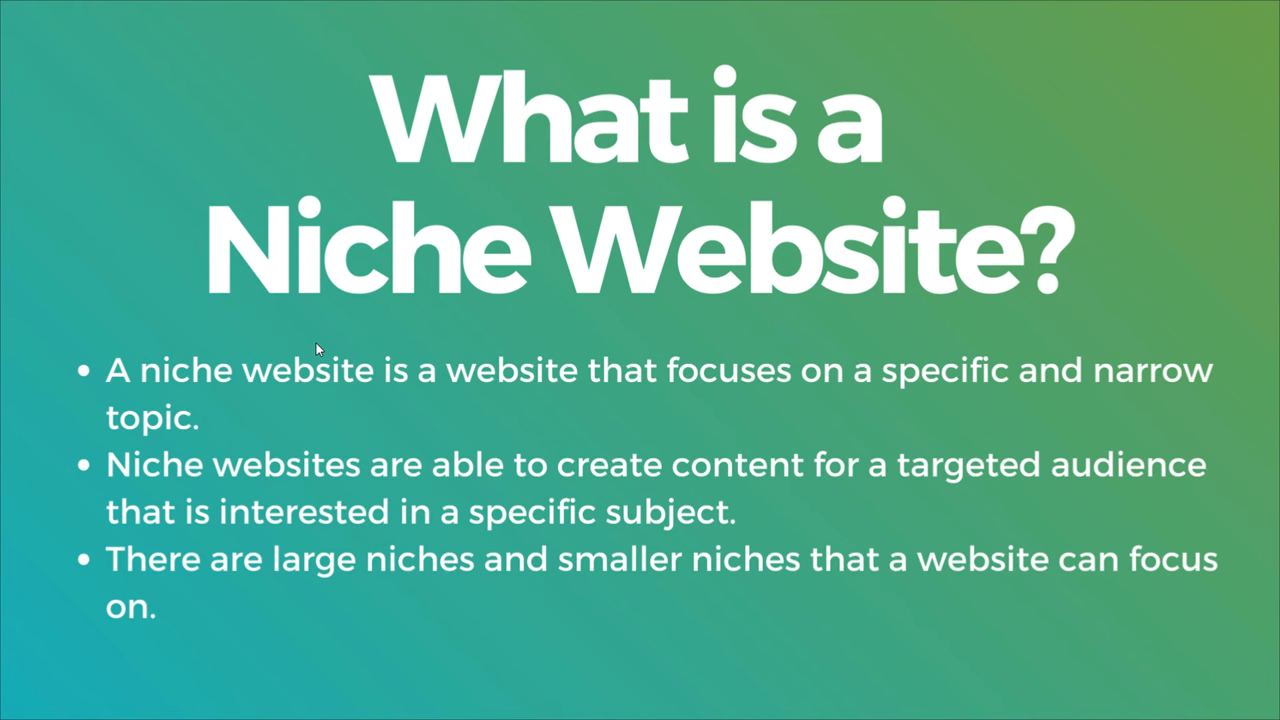 What is a
Niche Website?
• A niche website is a website that focuses on a specific and narrow
topic.
• Niche websites are able to create content for a targeted audience
that is interested in a specific subject.
• There are large niches and smaller niches that a website can focus
on.